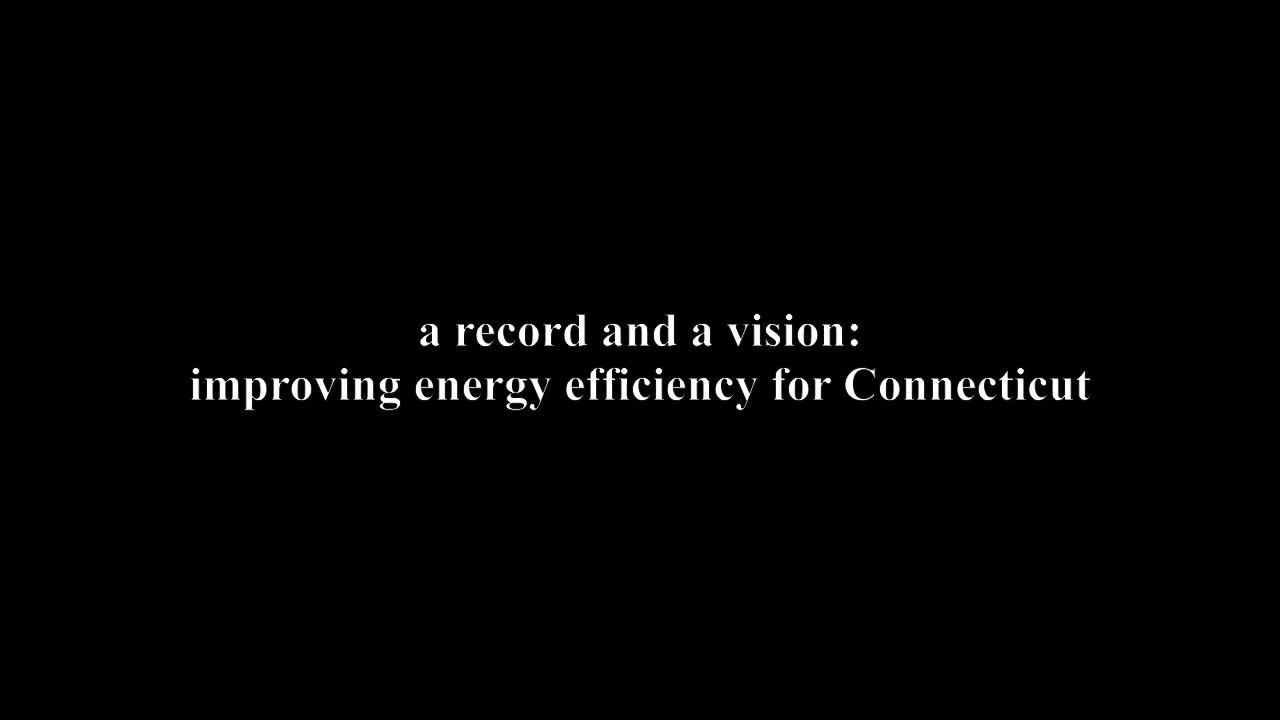 a record and a vision:
improving energy efficiency for Connecticut